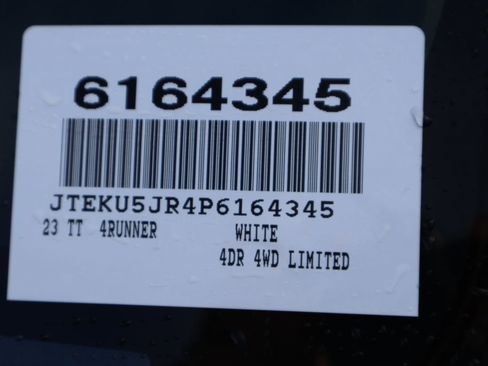 6164345
JTEKU5JR4P6164345
23 TT 4RUNNER WHITE
4DR 4WD LIMITED